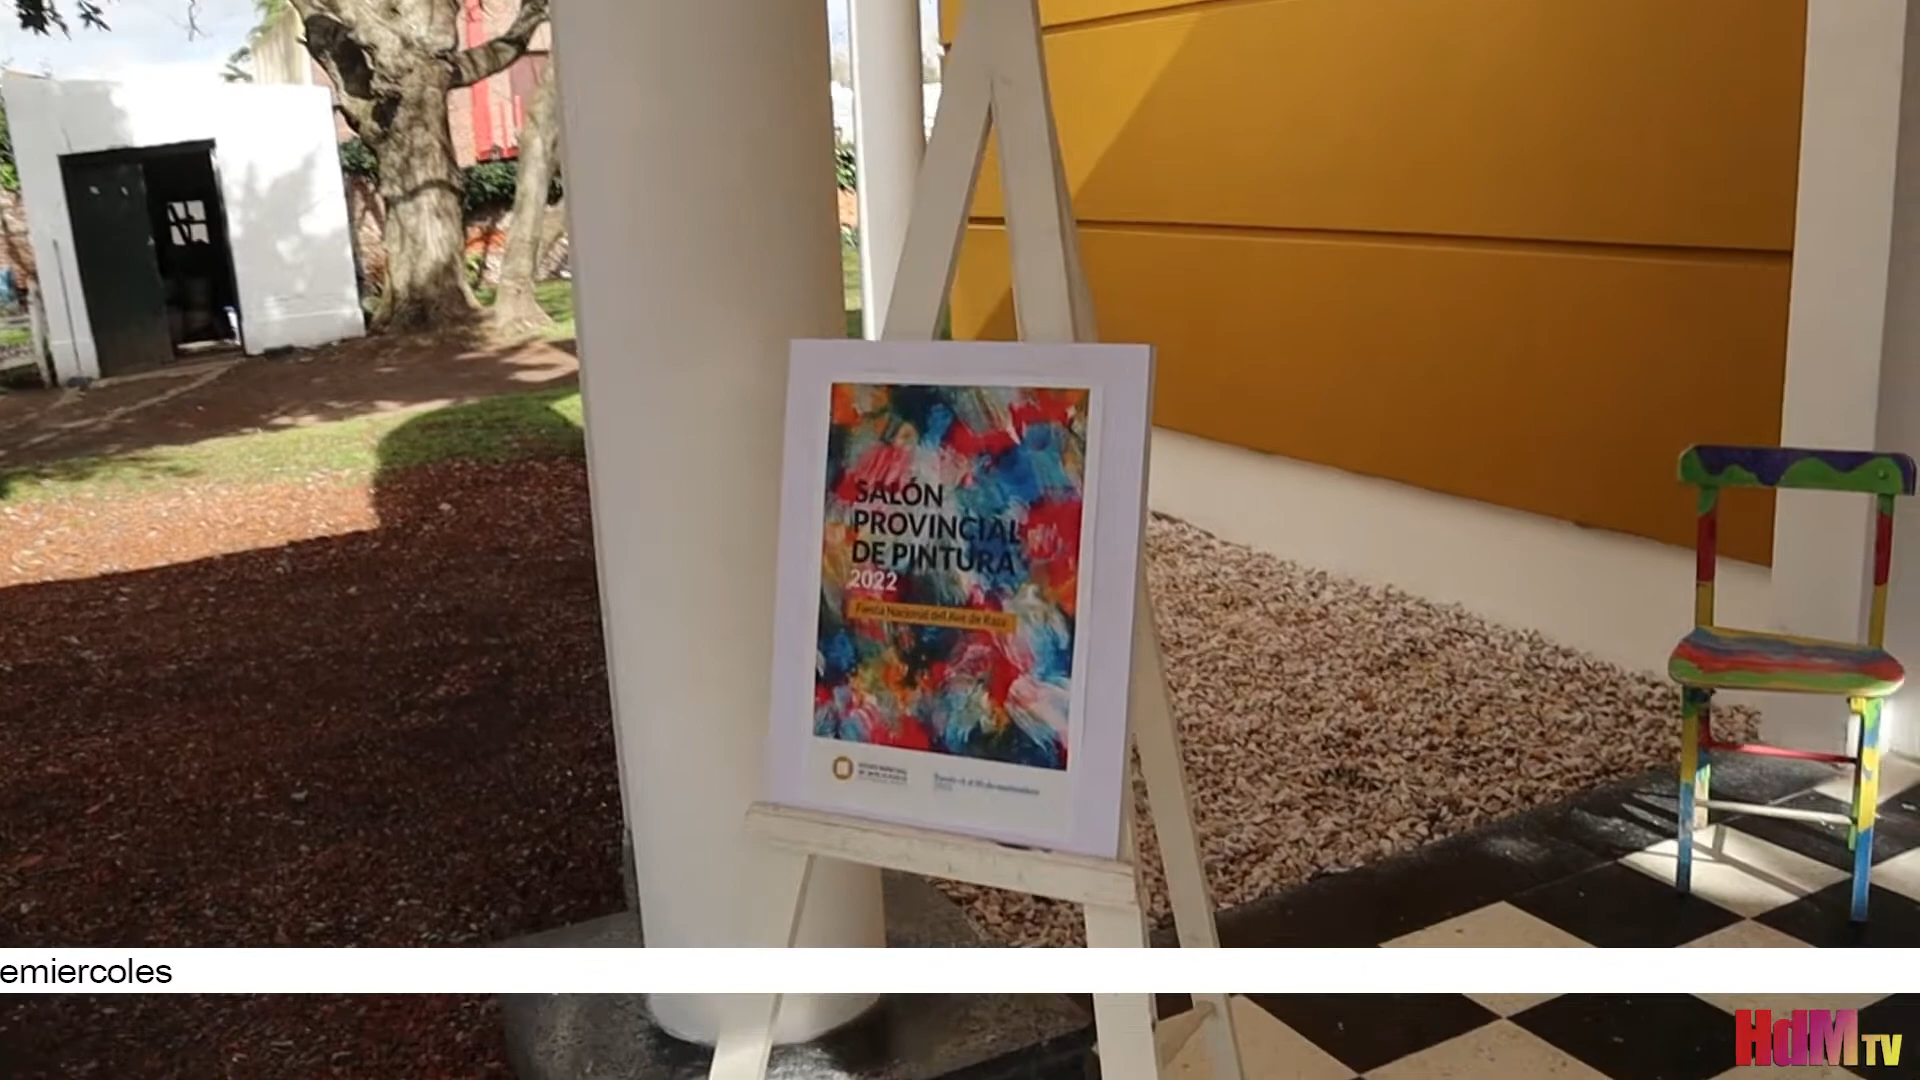 SALÓN
PROVINCIAL
DE PINTURA
2022
Fiesta Nacional del Ave de Raza
emiercoles
HdM TV